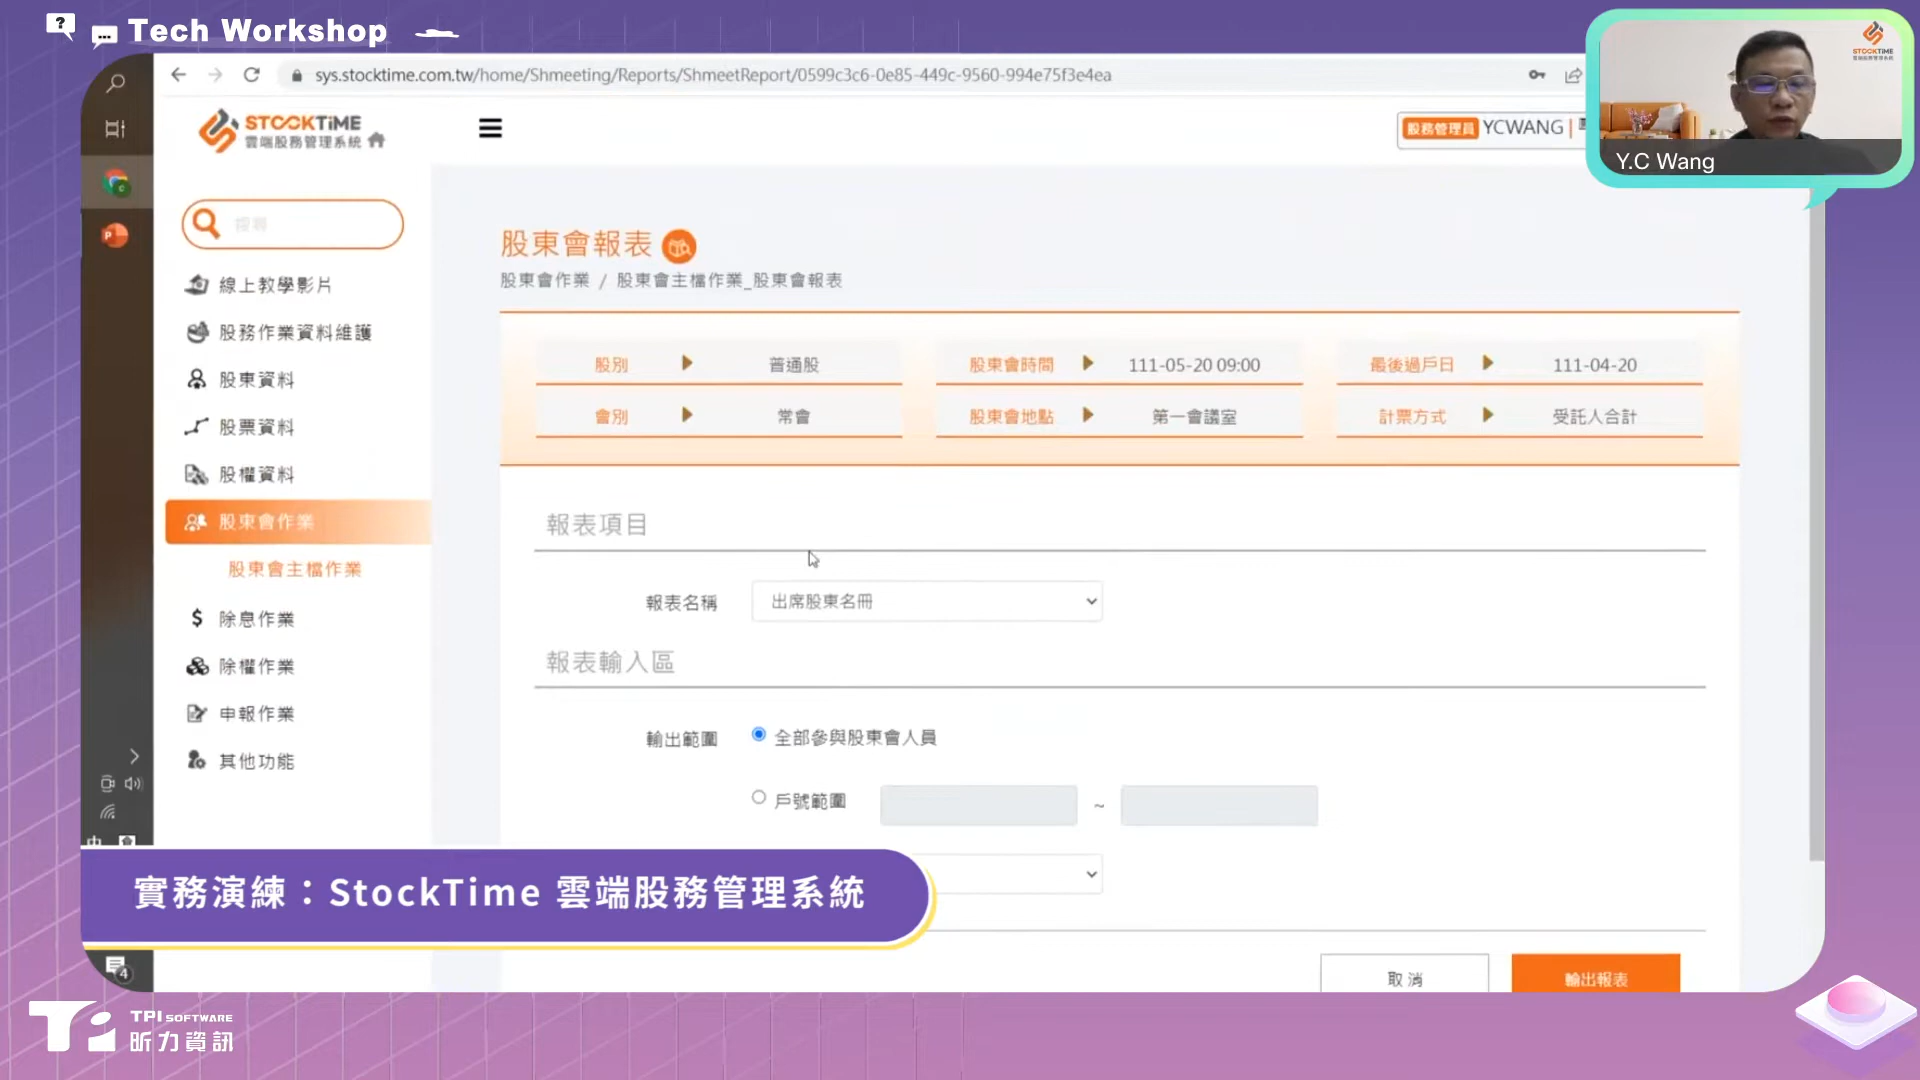 Tech Workshop
sys.stocktime.com.tw/home/Shmeeting/Reports/ShmeetReport/0599c3c6-0e85-449c-9560-994e75f3e4ea
STOCKTiME
雲端股務管理系統
股務管理員 YCWANG |
STOCKTiME
Y.C Wang
搜尋
線上教學影片
股務作業資料維護
股東資料
股票資料
股權資料
股東會作業
股東會主檔作業
除息作業
除權作業
申報作業
其他功能
股東會報表
股東會作業 / 股東會主檔作業_股東會報表
股別 普通股 股東會時間 111-05-20 09:00 最後過戶日 111-04-20
會別 常會 股東會地點 第一會議室 計票方式 受託人合計
報表項目
報表名稱 出席股東名冊
報表輸入區
輸出範圍 全部參與股東會人員
戶號範圍 ~
實務演練：StockTime 雲端股務管理系統
取消 輸出報表
4
TPI SOFTWARE
昕力資訊